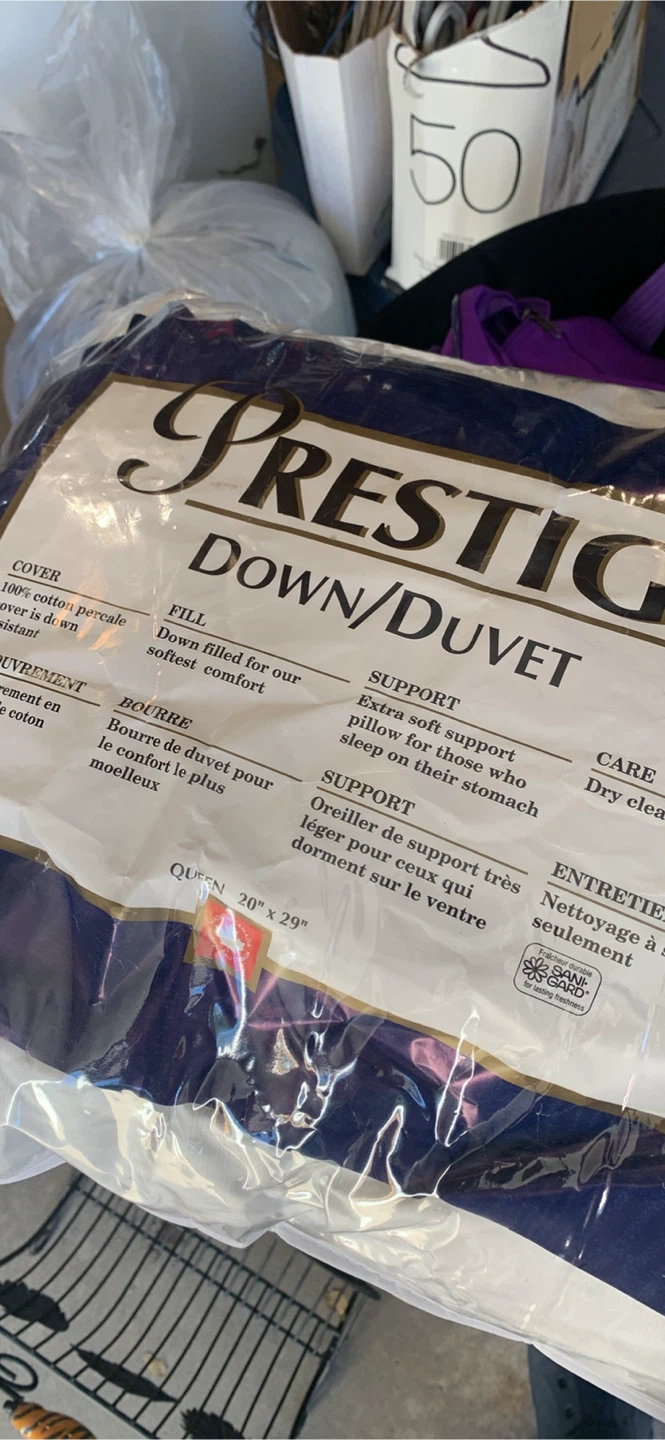 50
PRESTIG
DOWN/DUVET
COVER
100% cotton percale
over is down
sistant
OUVREMENT
rement en
e coton
FILL
Down filled for our
softest comfort
BOURRE
Bourre de duvet pour
le confort le plus
moelleux
SUPPORT
Extra soft support
pillow for those who
sleep on their stomach
SUPPORT
Oreiller de support très
léger pour ceux qui
dorment sur le ventre
CARE
Dry clea
ENTRETIE
Nettoyage à s
seulement
QUEEN 20" x 29"
Fraîcheur durable
SANI-
GARD
for lasting freshness